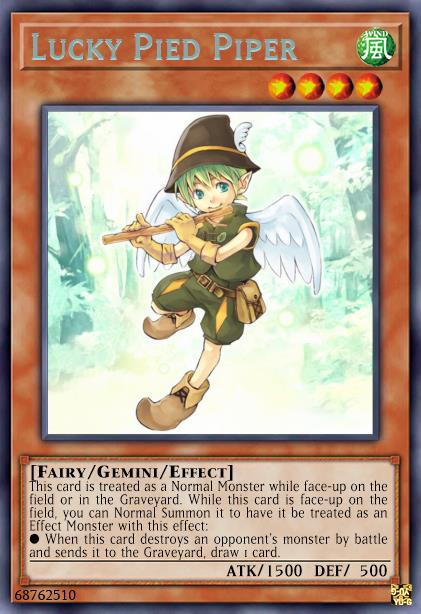 Lucky Pied Piper
WIND
風
[Fairy/Gemini/Effect]
This card is treated as a Normal Monster while face-up on the
field or in the Graveyard. While this card is face-up on the
field, you can Normal Summon it to have it be treated as an
Effect Monster with this effect:
● When this card destroys an opponent's monster by battle
and sends it to the Graveyard, draw 1 card.
ATK/1500 DEF/ 500
68762510